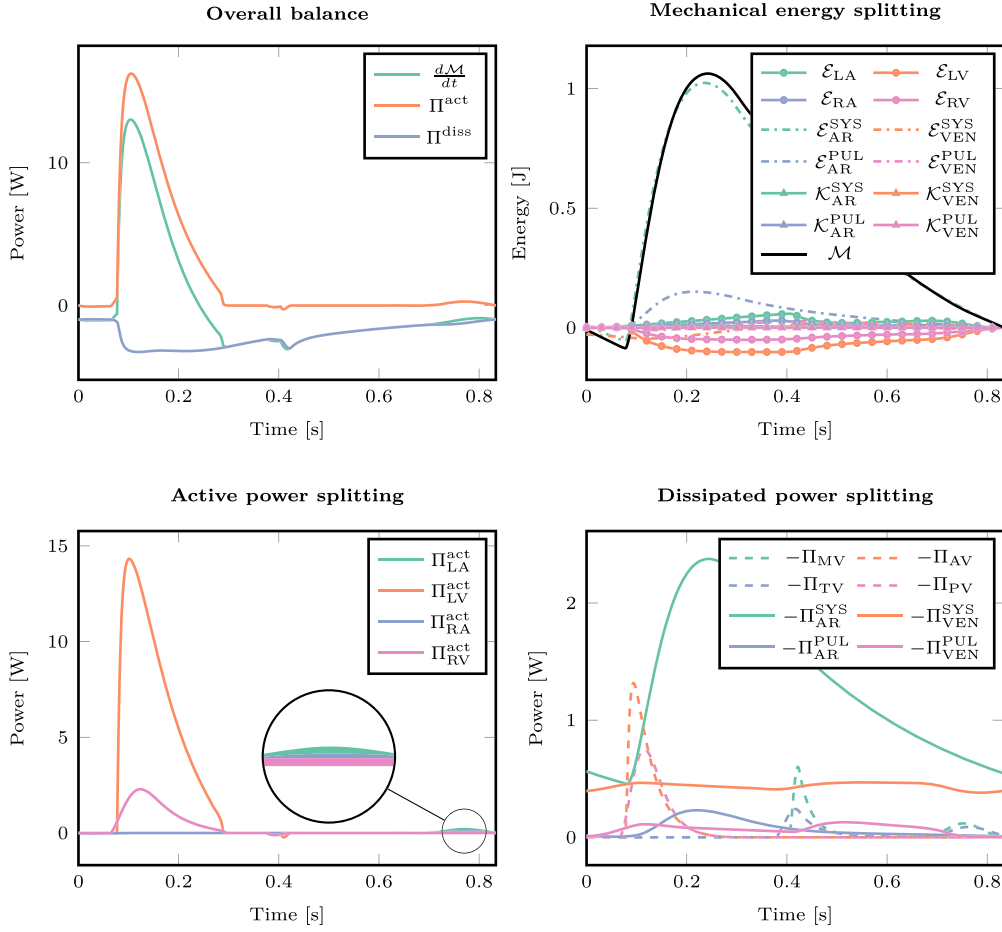 Overall balance
Power [W]
10
0
0 0.2 0.4 0.6 0.8
Time [s]
d𝓜/dt
Π^act
Π^diss
Mechanical energy splitting
Energy [J]
1
0.5
0
0 0.2 0.4 0.6 0.8
Time [s]
ℰ_LA ℰ_LV
ℰ_RA ℰ_RV
ℰ_AR^SYS ℰ_VEN^SYS
ℰ_AR^PUL ℰ_VEN^PUL
𝒦_AR^SYS 𝒦_VEN^SYS
𝒦_AR^PUL 𝒦_VEN^PUL
𝓜
Active power splitting
Power [W]
15
10
5
0
0 0.2 0.4 0.6 0.8
Time [s]
Π_LA^act
Π_LV^act
Π_RA^act
Π_RV^act
Dissipated power splitting
Power [W]
2
1
0
0 0.2 0.4 0.6 0.8
Time [s]
−Π_MV −Π_AV
−Π_TV −Π_PV
−Π_AR^SYS −Π_VEN^SYS
−Π_AR^PUL −Π_VEN^PUL